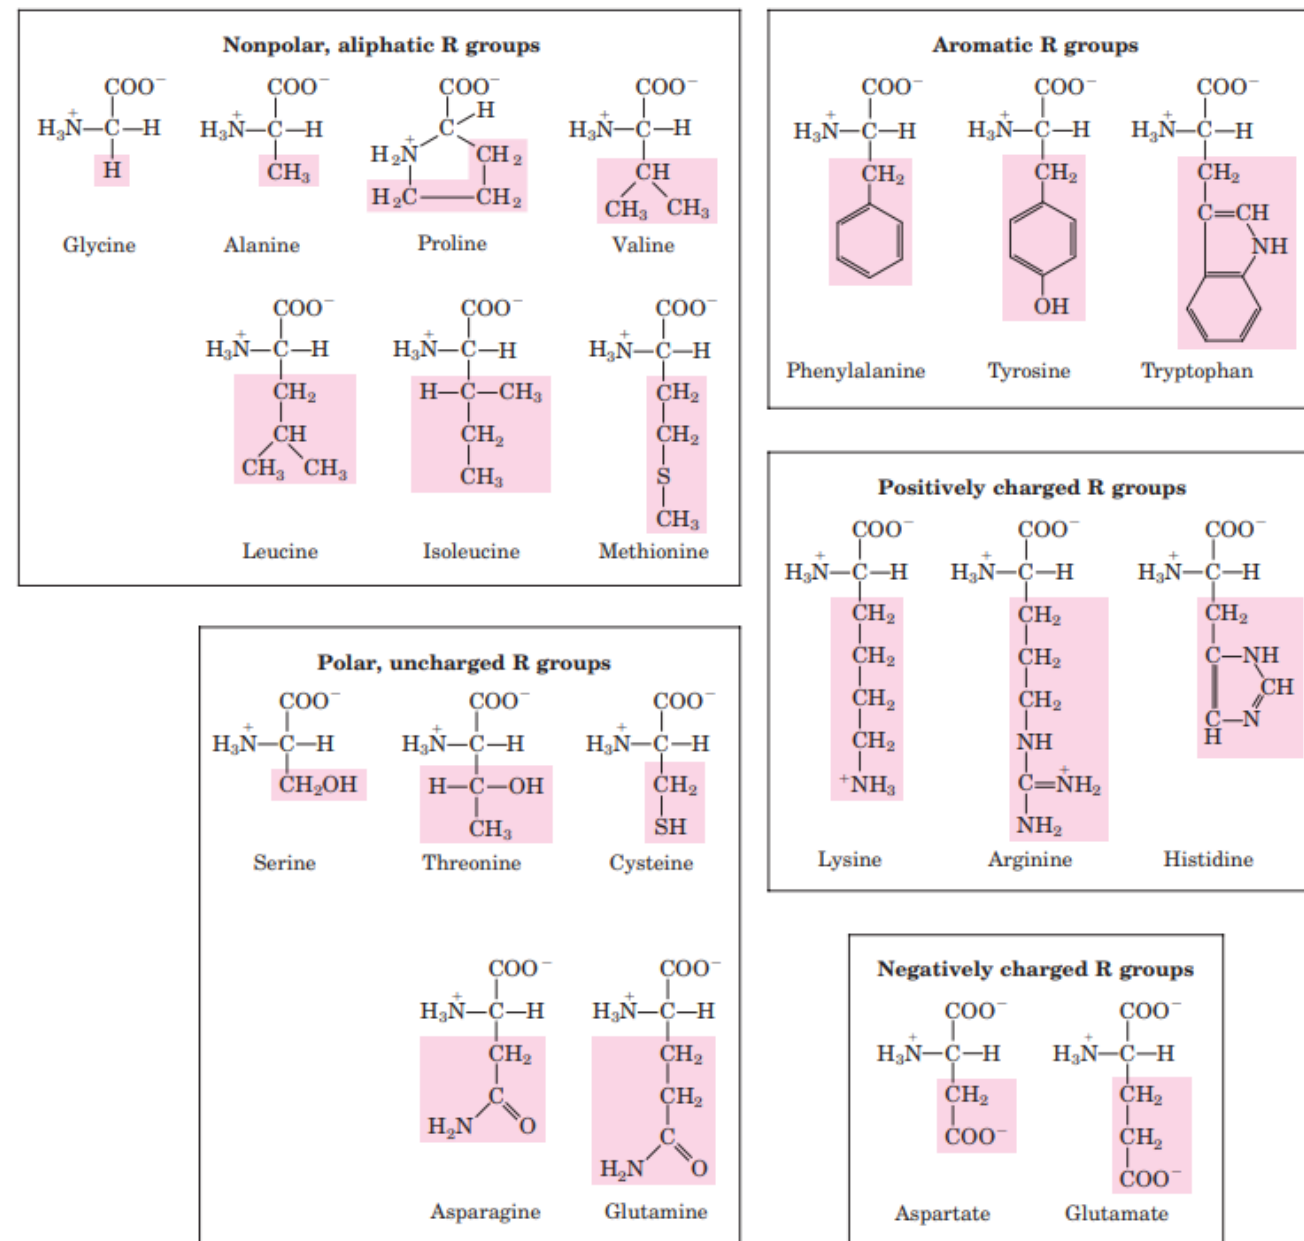 Nonpolar, aliphatic R groups
COO⁻ COO⁻ COO⁻ COO⁻
H₃N⁺—C—H H₃N⁺—C—H C H H₃N⁺—C—H
H CH₃ H₂N⁺ CH₂ CH
H₂C CH₂ CH₃ CH₃
Glycine Alanine Proline Valine
COO⁻ COO⁻ COO⁻
H₃N⁺—C—H H₃N⁺—C—H H₃N⁺—C—H
CH₂ H—C—CH₃ CH₂
CH CH₂ CH₂
CH₃ CH₃ CH₃ S
CH₃
Leucine Isoleucine Methionine
Aromatic R groups
COO⁻ COO⁻ COO⁻
H₃N⁺—C—H H₃N⁺—C—H H₃N⁺—C—H
CH₂ CH₂ CH₂
C=CH
NH
OH
Phenylalanine Tyrosine Tryptophan
Positively charged R groups
COO⁻ COO⁻ COO⁻
H₃N⁺—C—H H₃N⁺—C—H H₃N⁺—C—H
CH₂ CH₂ CH₂
CH₂ CH₂ C—NH
CH₂ CH₂ CH
CH₂ NH C—N
H
⁺NH₃ C=N⁺H₂
NH₂
Lysine Arginine Histidine
Polar, uncharged R groups
COO⁻ COO⁻ COO⁻
H₃N⁺—C—H H₃N⁺—C—H H₃N⁺—C—H
CH₂OH H—C—OH CH₂
CH₃ SH
Serine Threonine Cysteine
COO⁻ COO⁻
H₃N⁺—C—H H₃N⁺—C—H
CH₂ CH₂
C CH₂
H₂N O C
H₂N O
Asparagine Glutamine
Negatively charged R groups
COO⁻ COO⁻
H₃N⁺—C—H H₃N⁺—C—H
CH₂ CH₂
COO⁻ CH₂
COO⁻
Aspartate Glutamate